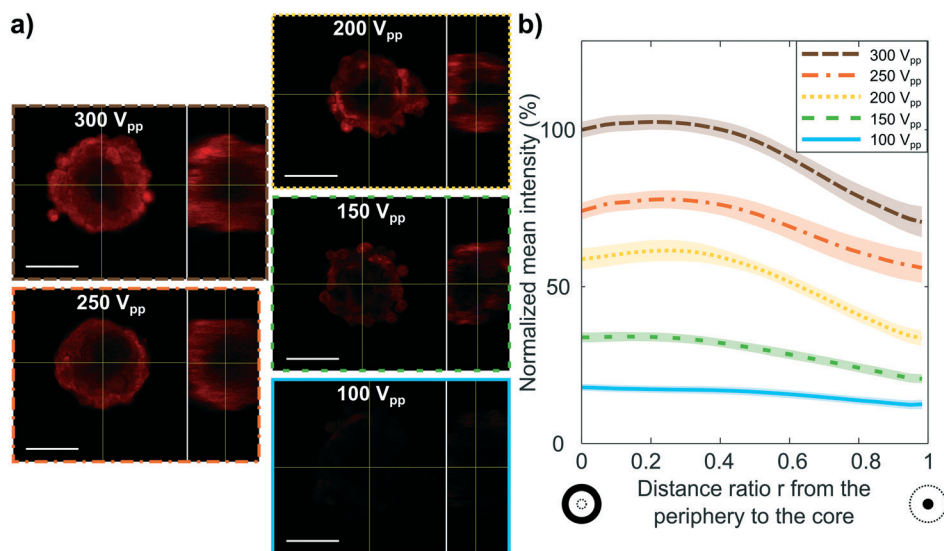 a)
300 Vpp
250 Vpp
200 Vpp
150 Vpp
100 Vpp
b)
Normalized mean intensity (%)
100
50
0
300 Vpp
250 Vpp
200 Vpp
150 Vpp
100 Vpp
0 0.2 0.4 0.6 0.8 1
Distance ratio r from the
periphery to the core